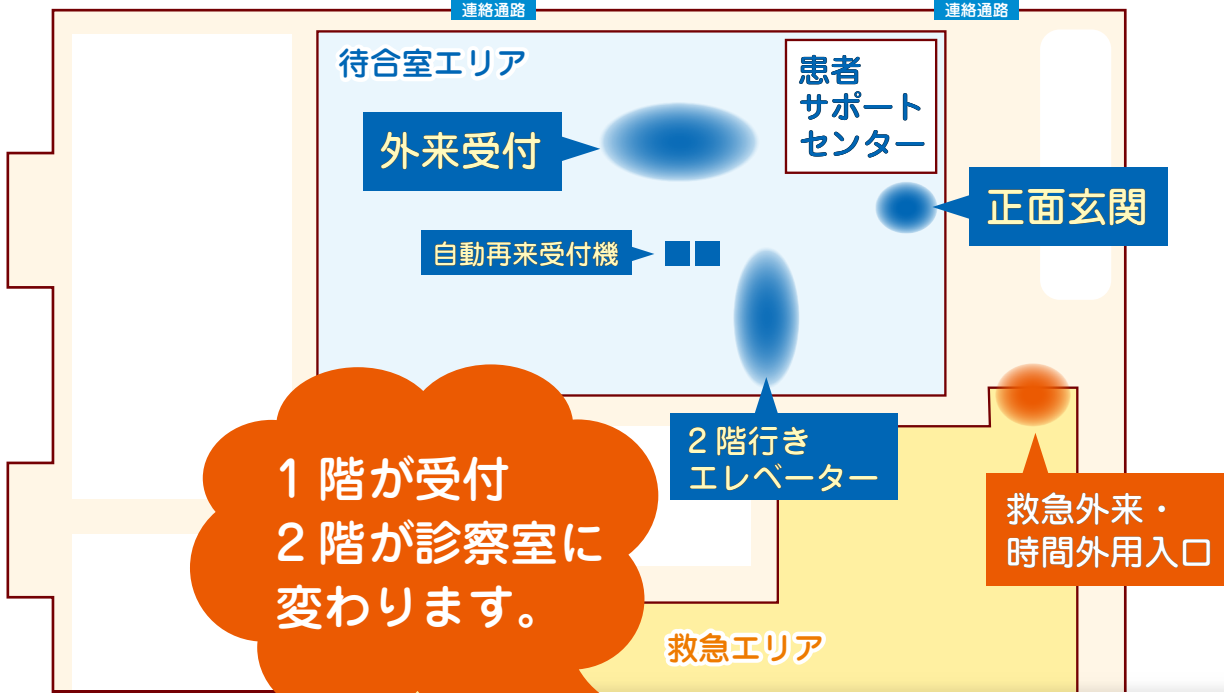 連絡通路
連絡通路
待合室エリア
患者
サポート
センター
外来受付
正面玄関
自動再来受付機
2階行き
エレベーター
1階が受付
2階が診察室に
変わります。
救急外来・
時間外用入口
救急エリア